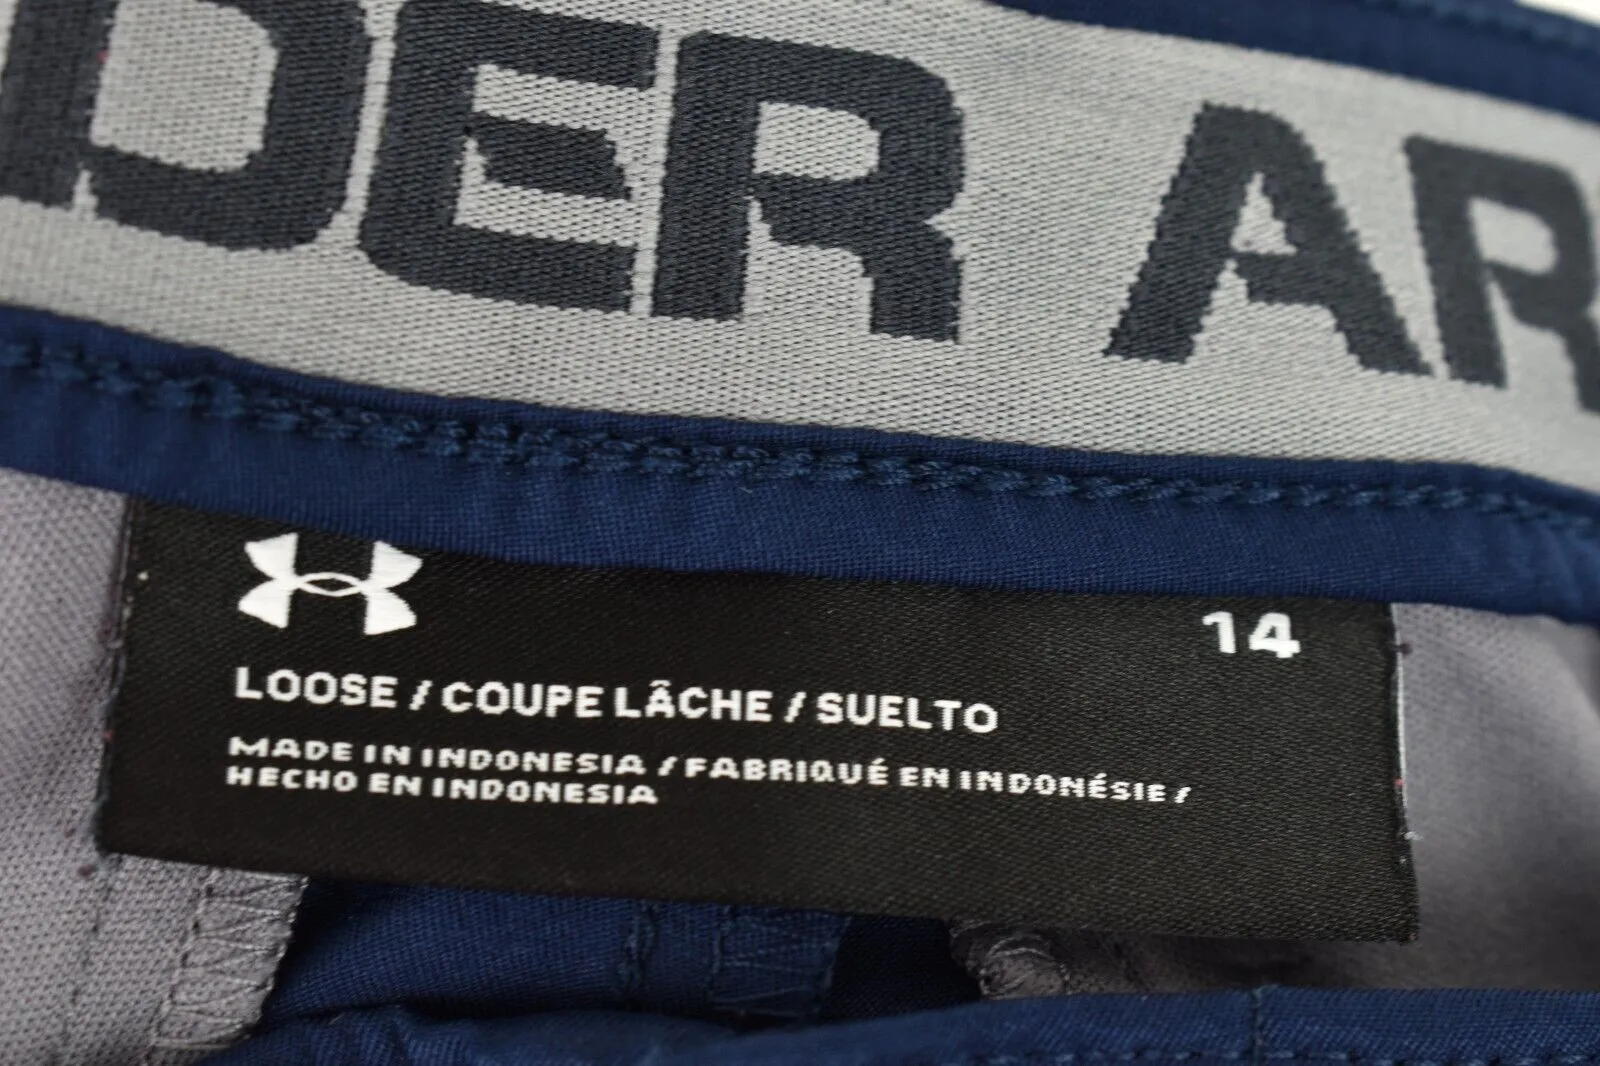 DER AR
14
LOOSE / COUPE LÂCHE / SUELTO
MADE IN INDONESIA / FABRIQUÉ EN INDONÉSIE /
HECHO EN INDONESIA